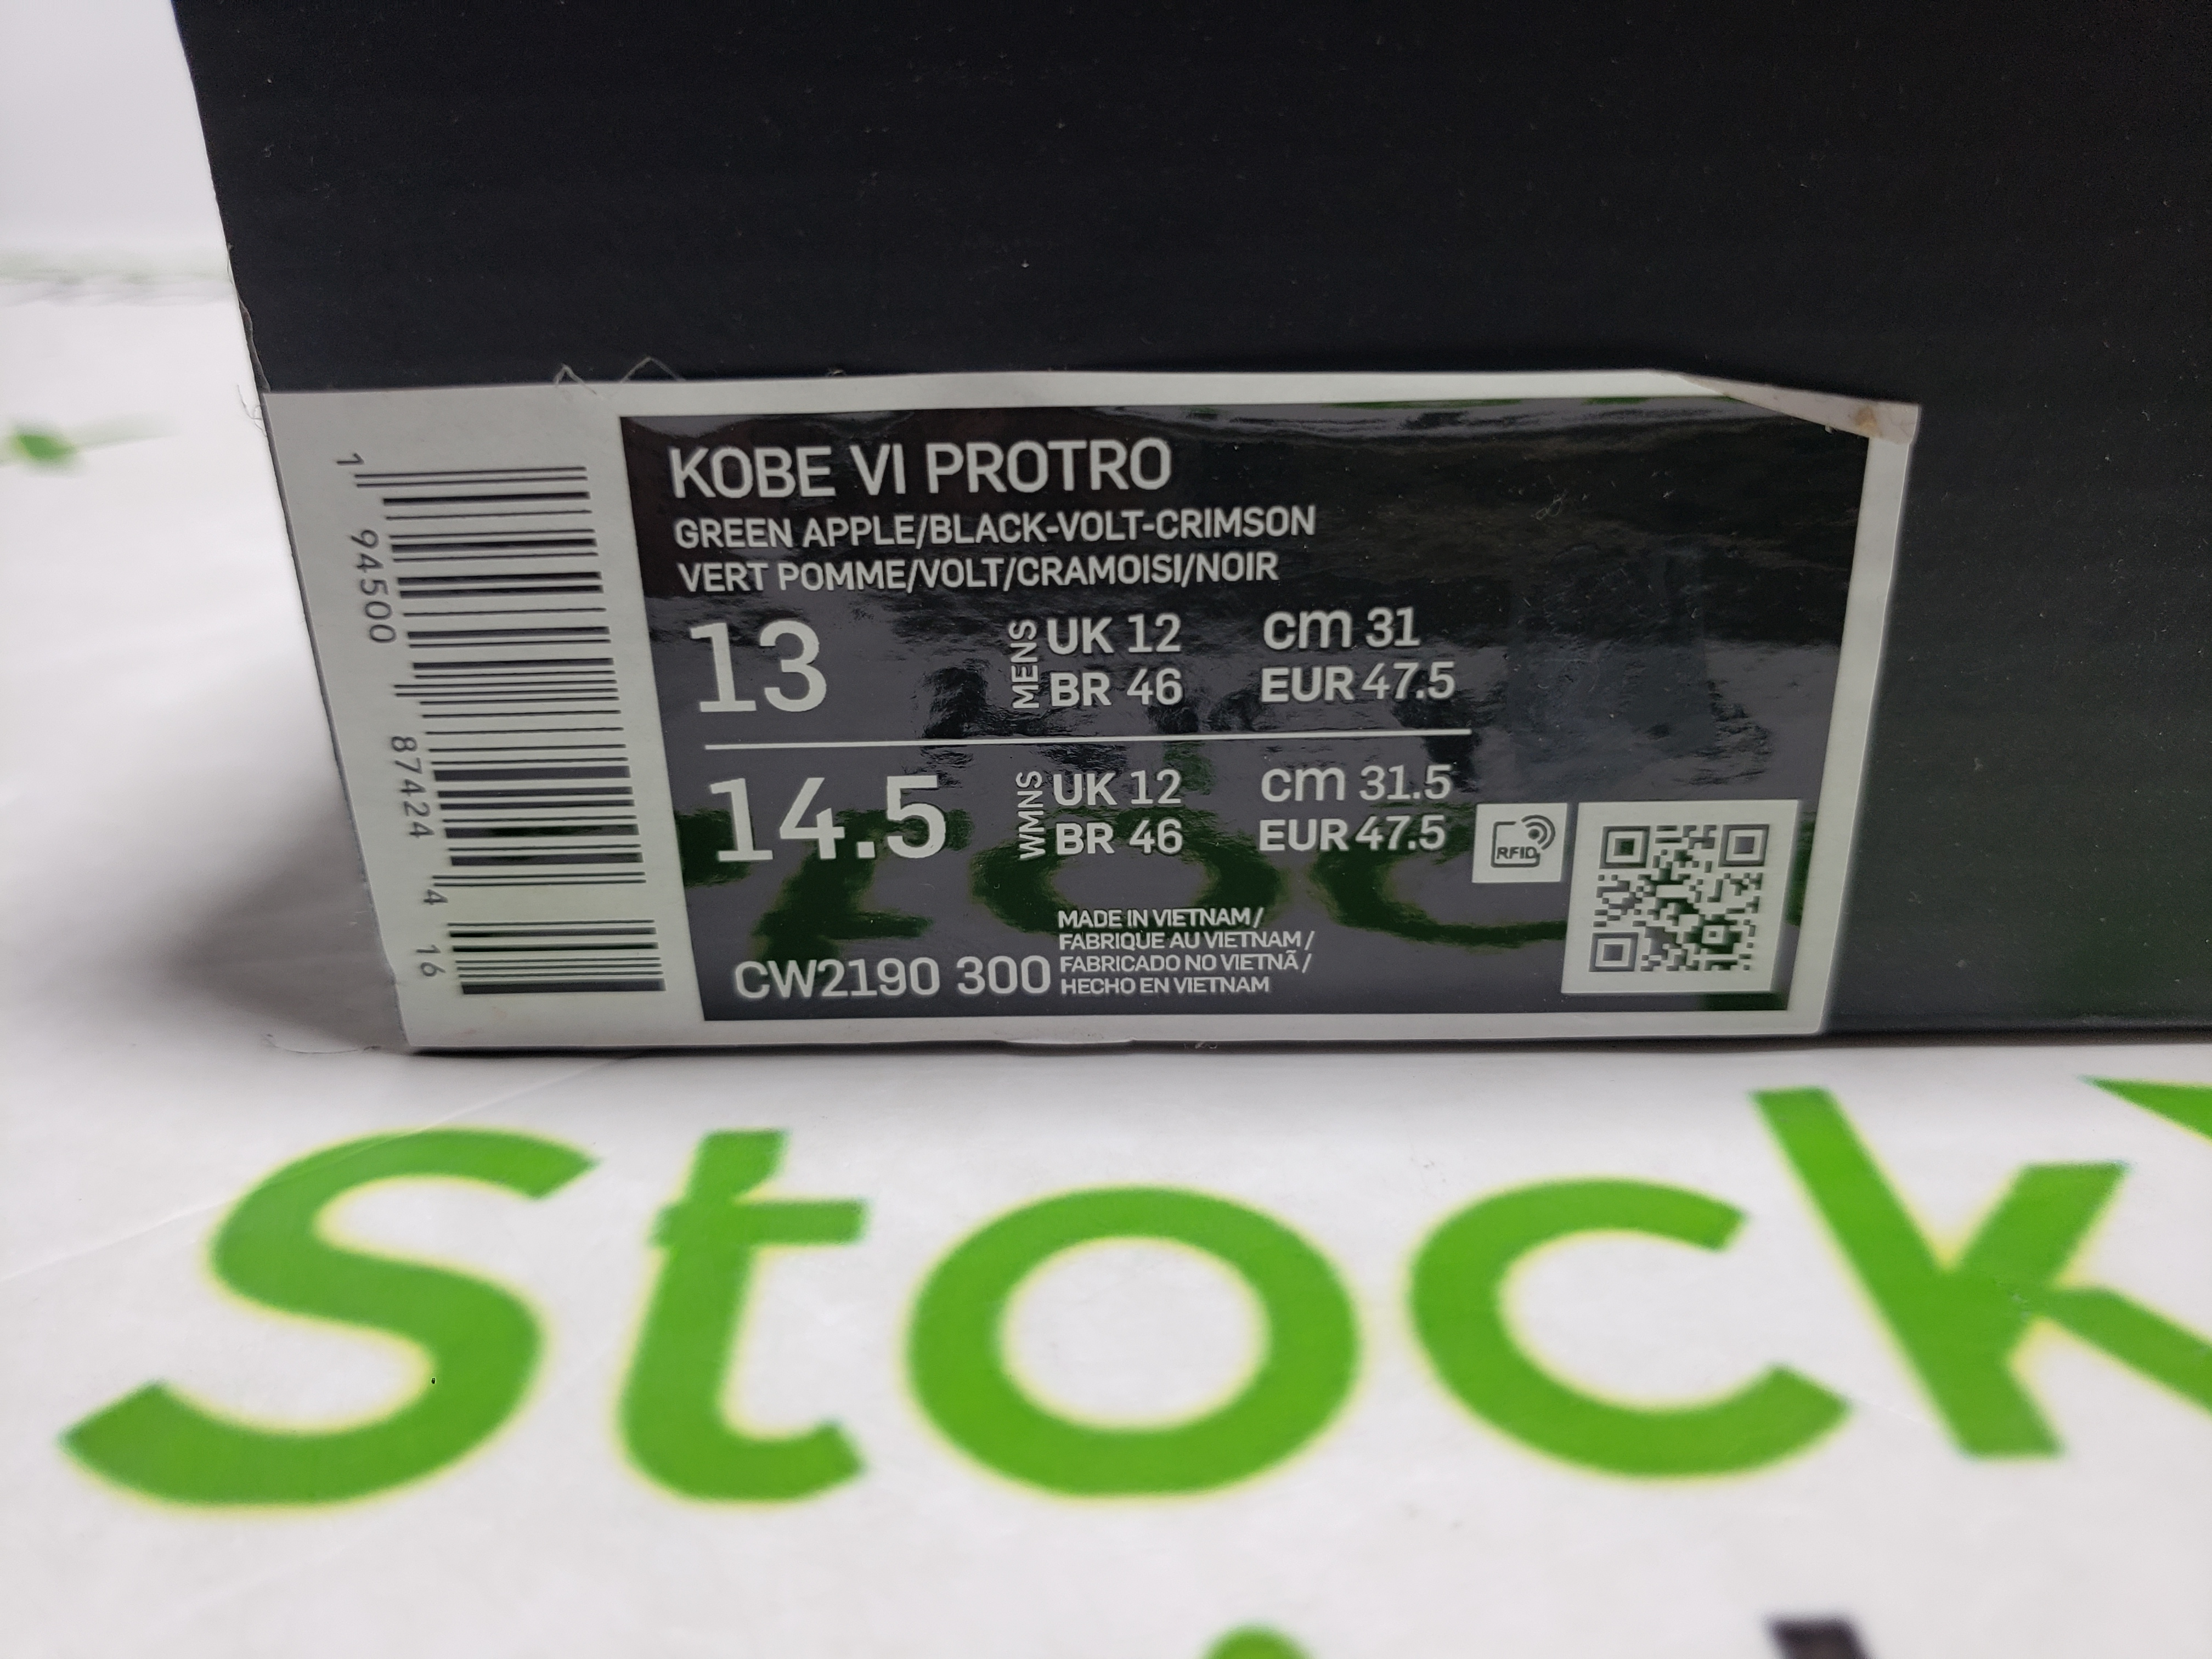 KOBE VI PROTRO
GREEN APPLE/BLACK-VOLT-CRIMSON
VERT POMME/VOLT/CRAMOISI/NOIR
13
MENS
UK 12 cm 31
BR 46 EUR 47.5
14.5
WMNS
UK 12 cm 31.5
BR 46 EUR 47.5
RFID
CW2190 300
MADE IN VIETNAM /
FABRIQUE AU VIETNAM /
FABRICADO NO VIETNÃ /
HECHO EN VIETNAM
1 94500 87424 4 16
Stock